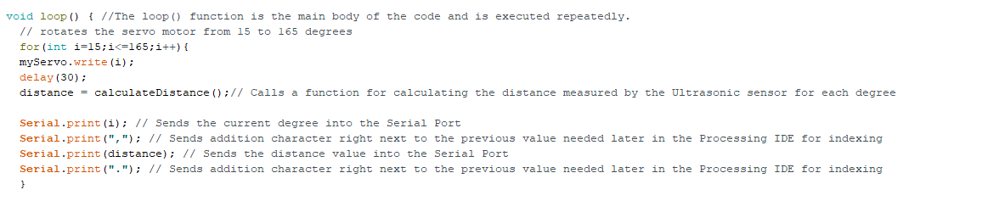 void loop() { //The loop() function is the main body of the code and is executed repeatedly.
// rotates the servo motor from 15 to 165 degrees
for(int i=15;i<=165;i++){
myServo.write(i);
delay(30);
distance = calculateDistance();// Calls a function for calculating the distance measured by the Ultrasonic sensor for each degree
Serial.print(i); // Sends the current degree into the Serial Port
Serial.print(","); // Sends addition character right next to the previous value needed later in the Processing IDE for indexing
Serial.print(distance); // Sends the distance value into the Serial Port
Serial.print("."); // Sends addition character right next to the previous value needed later in the Processing IDE for indexing
}